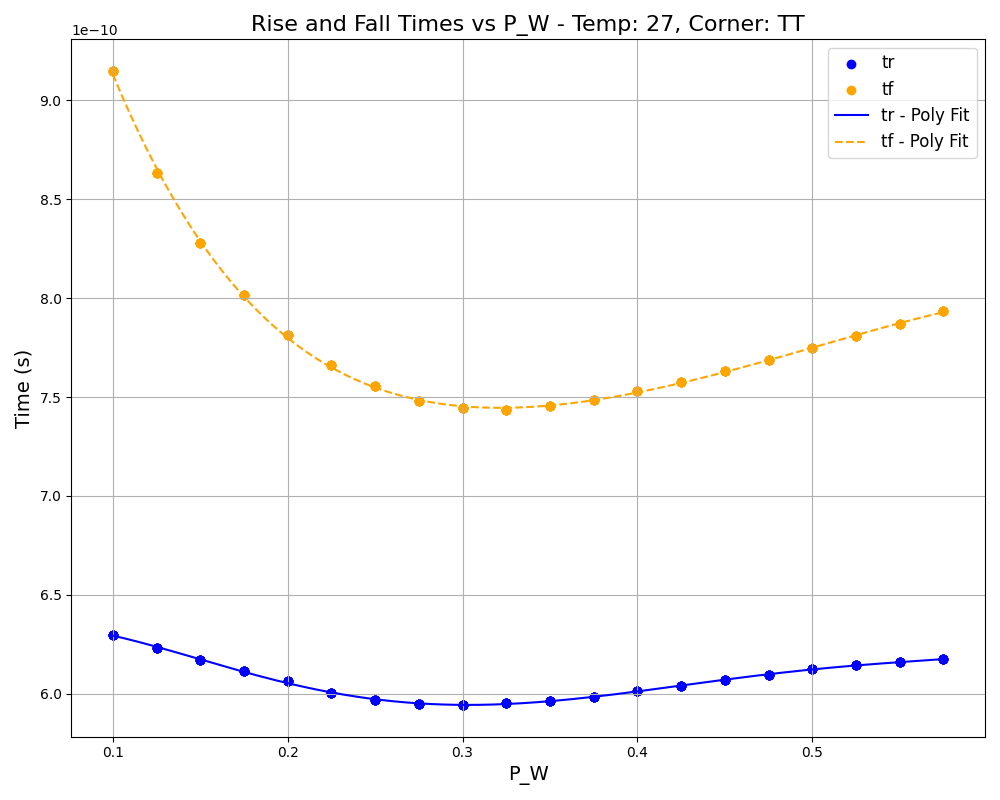 Rise and Fall Times vs P_W - Temp: 27, Corner: TT
1e−10
tr
tf
tr - Poly Fit
tf - Poly Fit
9.0
8.5
8.0
7.5
7.0
6.5
6.0
Time (s)
0.1 0.2 0.3 0.4 0.5
P_W